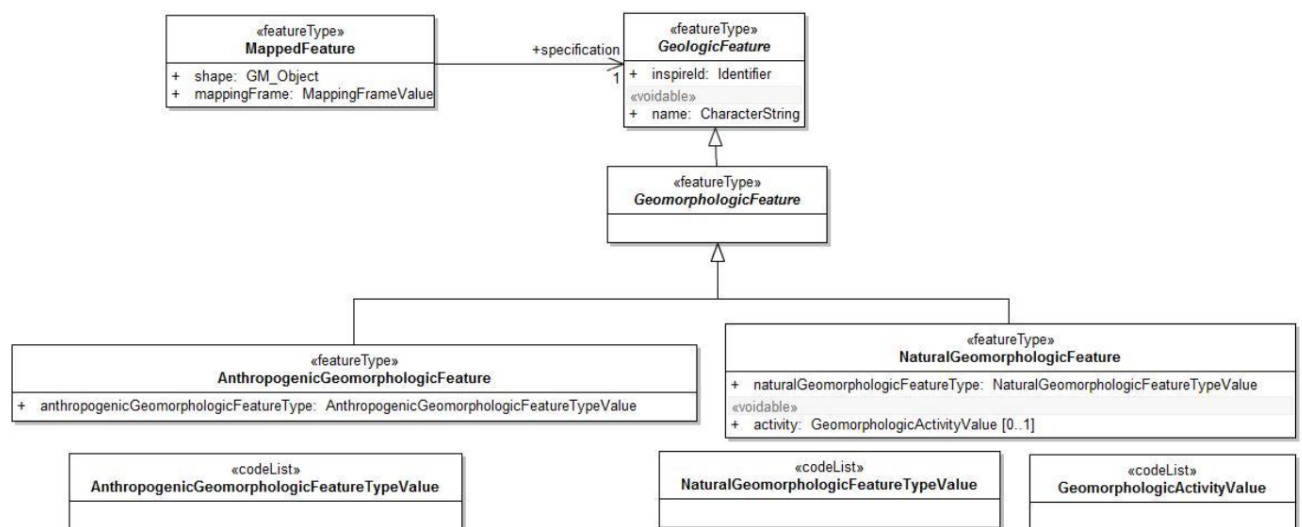 «featureType»
MappedFeature
+ shape: GM_Object
+ mappingFrame: MappingFrameValue
+specification
1
«featureType»
GeologicFeature
+ inspireId: Identifier
«voidable»
+ name: CharacterString
«featureType»
GeomorphologicFeature
«featureType»
AnthropogenicGeomorphologicFeature
+ anthropogenicGeomorphologicFeatureType: AnthropogenicGeomorphologicFeatureTypeValue
«featureType»
NaturalGeomorphologicFeature
+ naturalGeomorphologicFeatureType: NaturalGeomorphologicFeatureTypeValue
«voidable»
+ activity: GeomorphologicActivityValue [0..1]
«codeList»
AnthropogenicGeomorphologicFeatureTypeValue
«codeList»
NaturalGeomorphologicFeatureTypeValue
«codeList»
GeomorphologicActivityValue